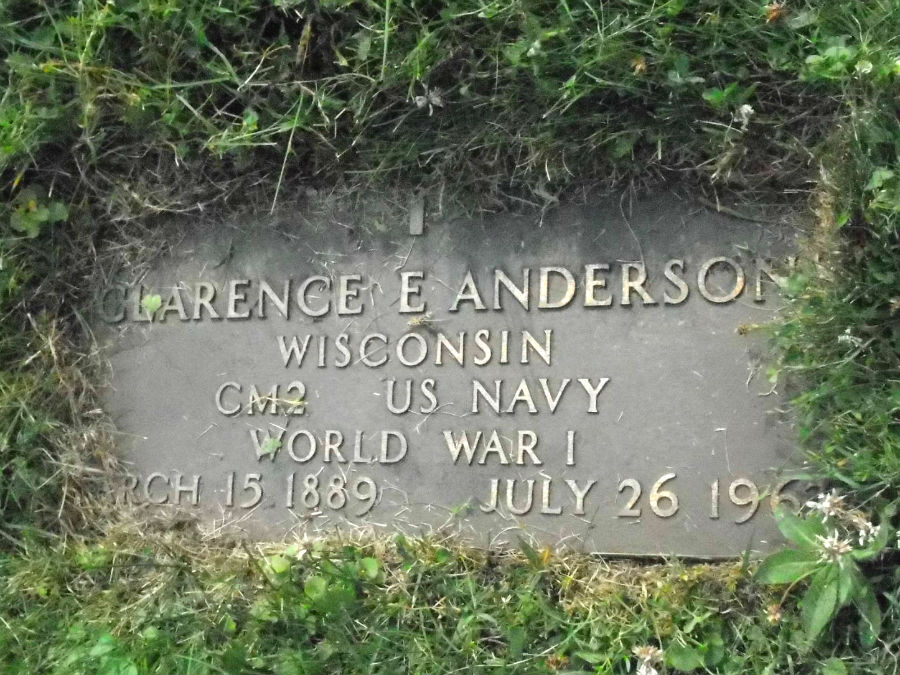 CLARENCE E ANDERSON
WISCONSIN
CM2 US NAVY
WORLD WAR I
RCH 15 1889 JULY 26 196